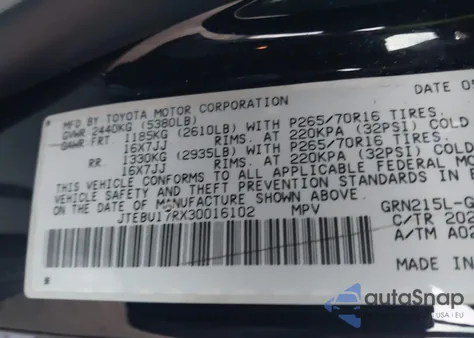 MFD BY TOYOTA MOTOR CORPORATION DATE 05
GVWR 2440KG (5380LB)
GAWR: FRT. 1185KG (2610LB) WITH P265/70R16 TIRES.
16X7JJ RIMS. AT 220KPA (32PSI) COLD
RR. 1330KG (2935LB) WITH P265/70R16 TIRES.
16X7JJ RIMS. AT 220KPA (32PSI) COLD
THIS VEHICLE CONFORMS TO ALL APPLICABLE FEDERAL MO
SAFETY AND THEFT PREVENTION STANDARDS IN E
ON THE DATE OF MANUFACTURE SHOWN ABOVE.
JTEBU17RX30016102 MPV GRN215L-G
C/TR 202
A/TM A02
MADE IN
autoSnap
USA | EU